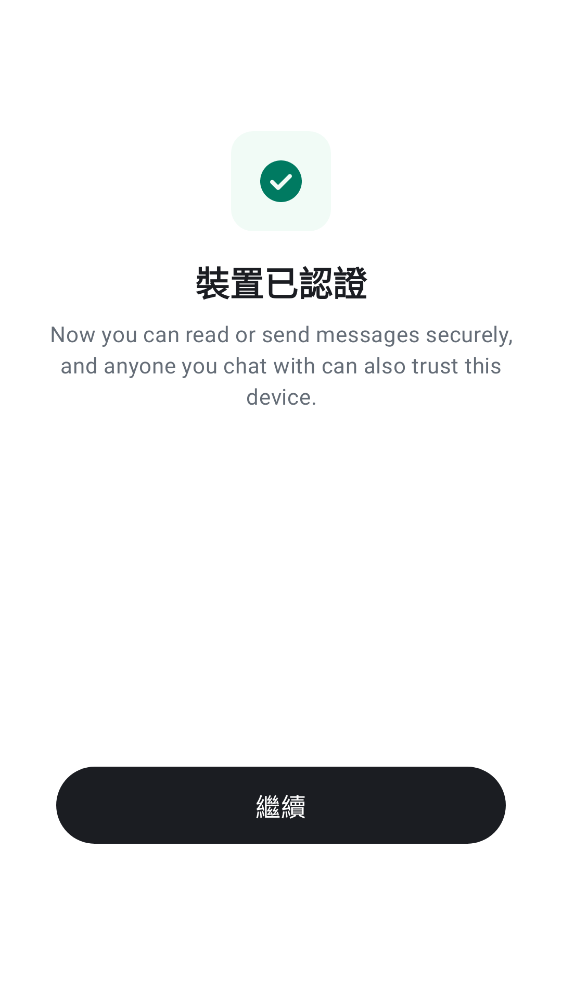 裝置已認證
Now you can read or send messages securely,
and anyone you chat with can also trust this
device.
繼續